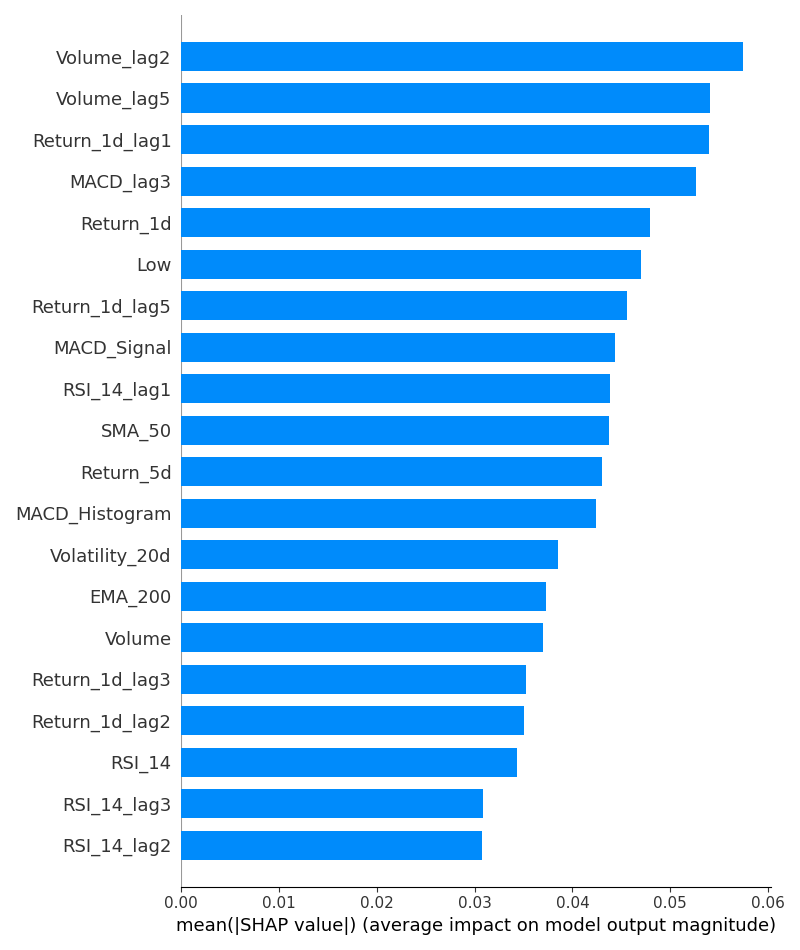 Volume_lag2
Volume_lag5
Return_1d_lag1
MACD_lag3
Return_1d
Low
Return_1d_lag5
MACD_Signal
RSI_14_lag1
SMA_50
Return_5d
MACD_Histogram
Volatility_20d
EMA_200
Volume
Return_1d_lag3
Return_1d_lag2
RSI_14
RSI_14_lag3
RSI_14_lag2
0.00 0.01 0.02 0.03 0.04 0.05 0.06
mean(|SHAP value|) (average impact on model output magnitude)